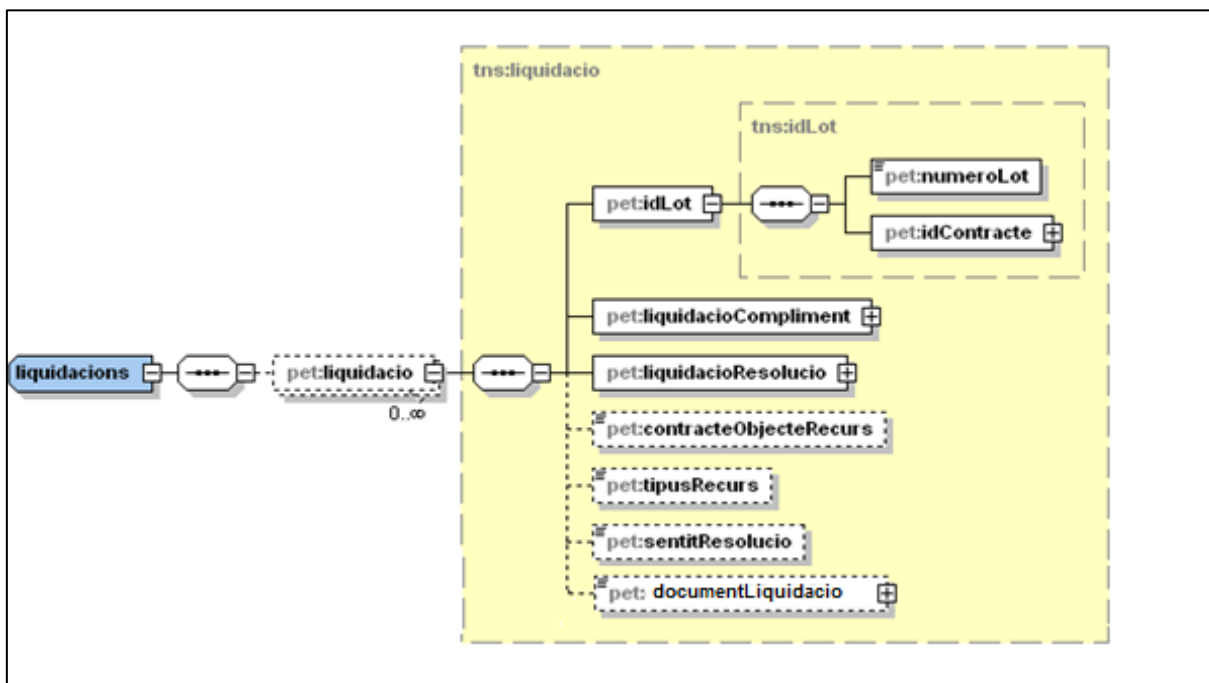 tns:liquidacio
tns:idLot
pet:numeroLot
pet:idLot
pet:idContracte
pet:liquidacioCompliment
liquidacions
pet:liquidacio
pet:liquidacioResolucio
0..∞
pet:contracteObjecteRecurs
pet:tipusRecurs
pet:sentitResolucio
pet: documentLiquidacio